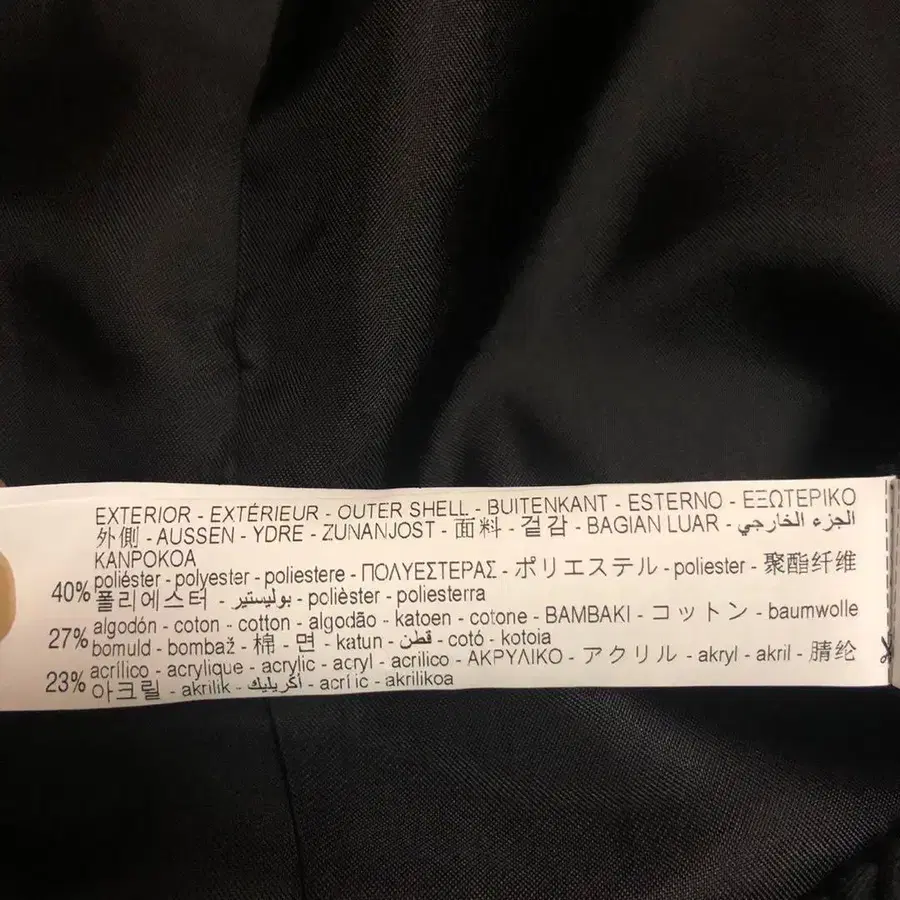 EXTERIOR - EXTÉRIEUR - OUTER SHELL - BUITENKANT - ESTERNO - ΕΞΩΤΕΡΙΚΟ
外側 - AUSSEN - YDRE - ZUNANJOST - 面料 - 겉감 - BAGIAN LUAR - الجزء الخارجي
KANPOKOA
40% poliéster - polyester - poliestere - ΠΟΛΥΕΣΤΕΡΑΣ - ポリエステル - poliester - 聚酯纤维
폴리에스터 - بوليستير - polièster - poliesterra
27% algodón - coton - cotton - algodão - katoen - cotone - ΒΑΜΒΑΚΙ - コットン - baumwolle
bomuld - bombaž - 棉 - 면 - katun - قطن - cotó - kotoia
23% acrílico - acrylique - acrylic - acryl - acrilico - ΑΚΡΥΛΙΚΟ - アクリル - akryl - akril - 腈纶
아크릴 - akrilik - أكريليك - acrílic - akrilikoa